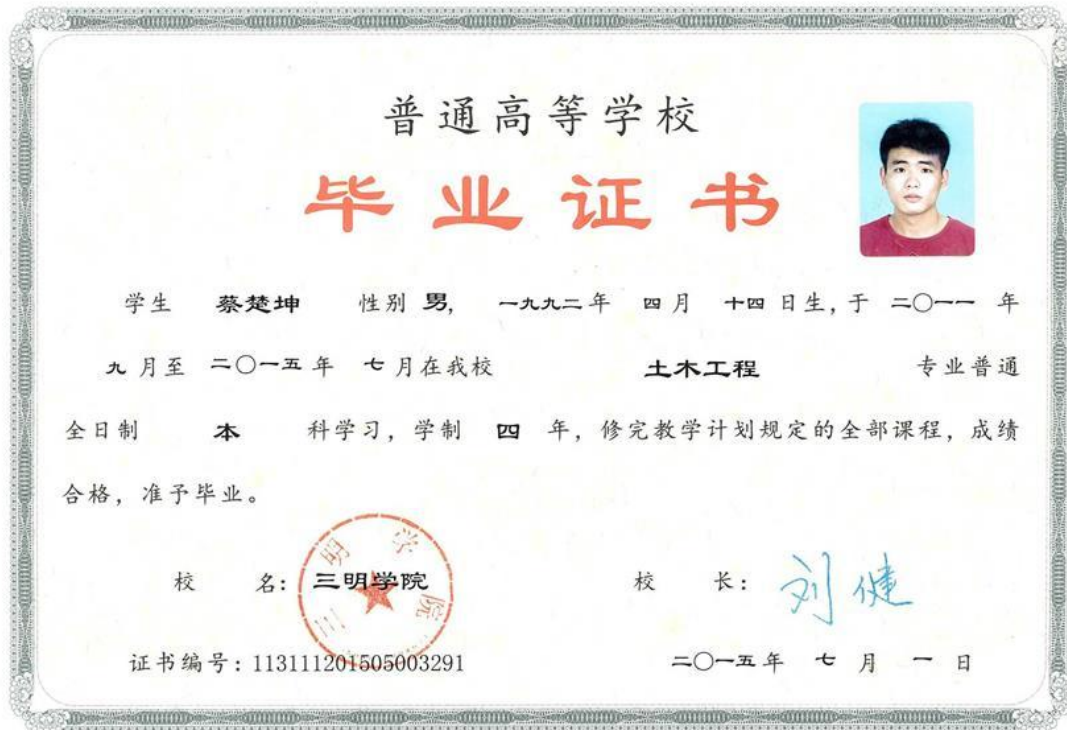 普通高等学校
毕业证书
学生 蔡楚坤 性别 男, 一九九二年 四月 十四日生,于 二〇一一 年
九月至 二〇一五年 七月在我校 土木工程 专业普通
全日制 本 科学习,学制 四 年,修完教学计划规定的全部课程,成绩
合格,准予毕业。
三明学院
校 名: 三明学院 校 长: 刘健
证书编号: 113111201505003291 二〇一五年 七 月 一 日